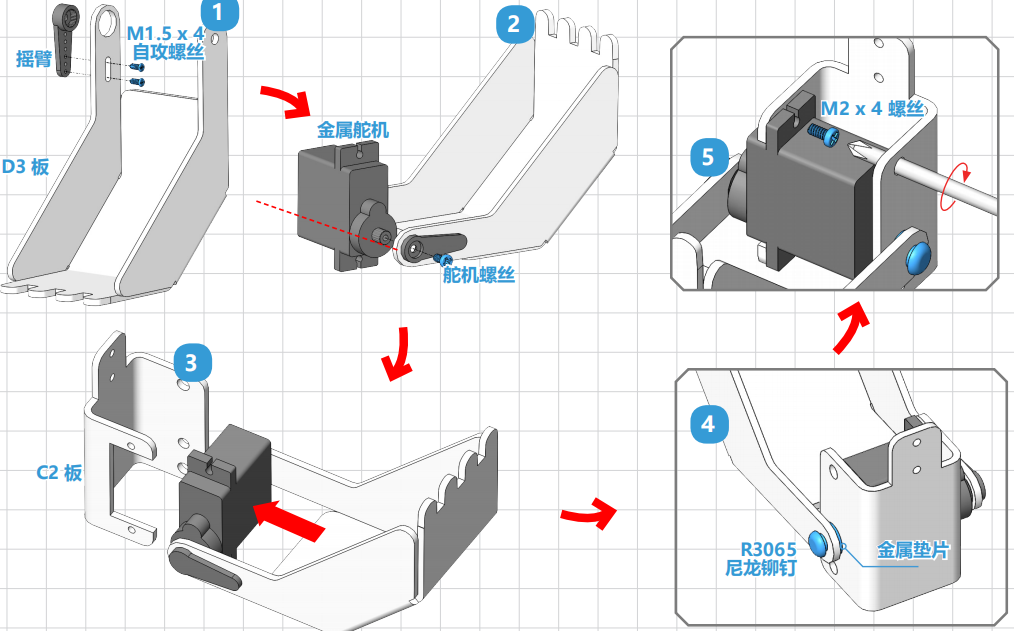 1
M1.5 x 4
自攻螺丝
摇臂
D3 板
2
金属舵机
舵机螺丝
3
C2 板
4
R3065
尼龙铆钉
金属垫片
5
M2 x 4 螺丝